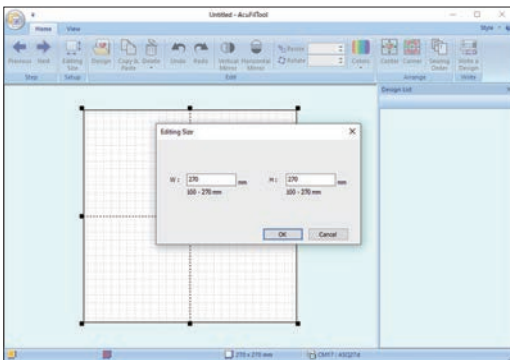 Untitled - AcuFilTool
Home View Style
Previous Next Editing Size Design Copy & Paste Delete Undo Redo Vertical Mirror Horizontal Mirror Resize Rotate Colors Center Corner Sewing Order Write a Design
Step Setup Edit Arrange Write
Design List
Editing Size
W : 270 mm H : 270 mm
100 - 270 mm 100 - 270 mm
OK Cancel
270 x 270 mm